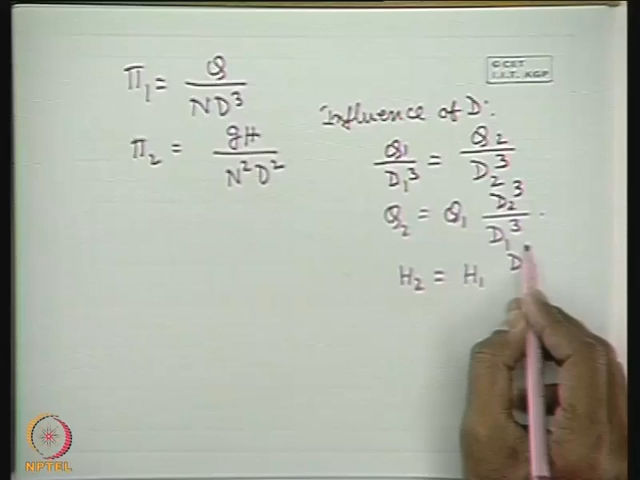 Π₁ = Q / ND³
Π₂ = gH / N²D²
© CET
I.I.T. KGP
Influence of D:
Q₁ / D₁³ = Q₂ / D₂³
Q₂ = Q₁ D₂³ / D₁³ .
H₂ = H₁ D
NPTEL